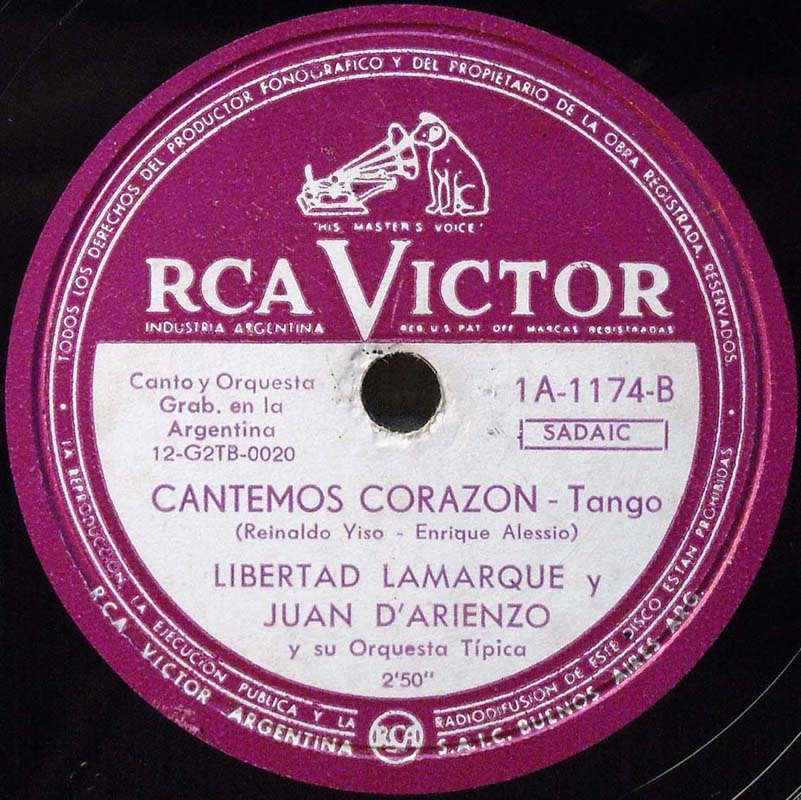 TODOS LOS DERECHOS DEL PRODUCTOR FONOGRAFICO Y DEL PROPIETARIO DE LA OBRA REGISTRADA, RESERVADOS.
"HIS MASTER'S VOICE"
RCA VICTOR
INDUSTRIA ARGENTINA
REG. U.S. PAT. OFF. MARCAS REGISTRADAS
Canto y Orquesta
Grab. en la
Argentina
12-G2TB-0020
1A-1174-B
SADAIC
CANTEMOS CORAZON - Tango
(Reinaldo Yiso - Enrique Alessio)
LIBERTAD LAMARQUE y
JUAN D'ARIENZO
y su Orquesta Típica
2'50"
LA REPRODUCCION, LA EJECUCION PUBLICA Y LA RADIODIFUSION DE ESTE DISCO ESTAN PROHIBIDAS
RCA VICTOR ARGENTINA S.A.I.C. BUENOS AIRES ARG.
RCA